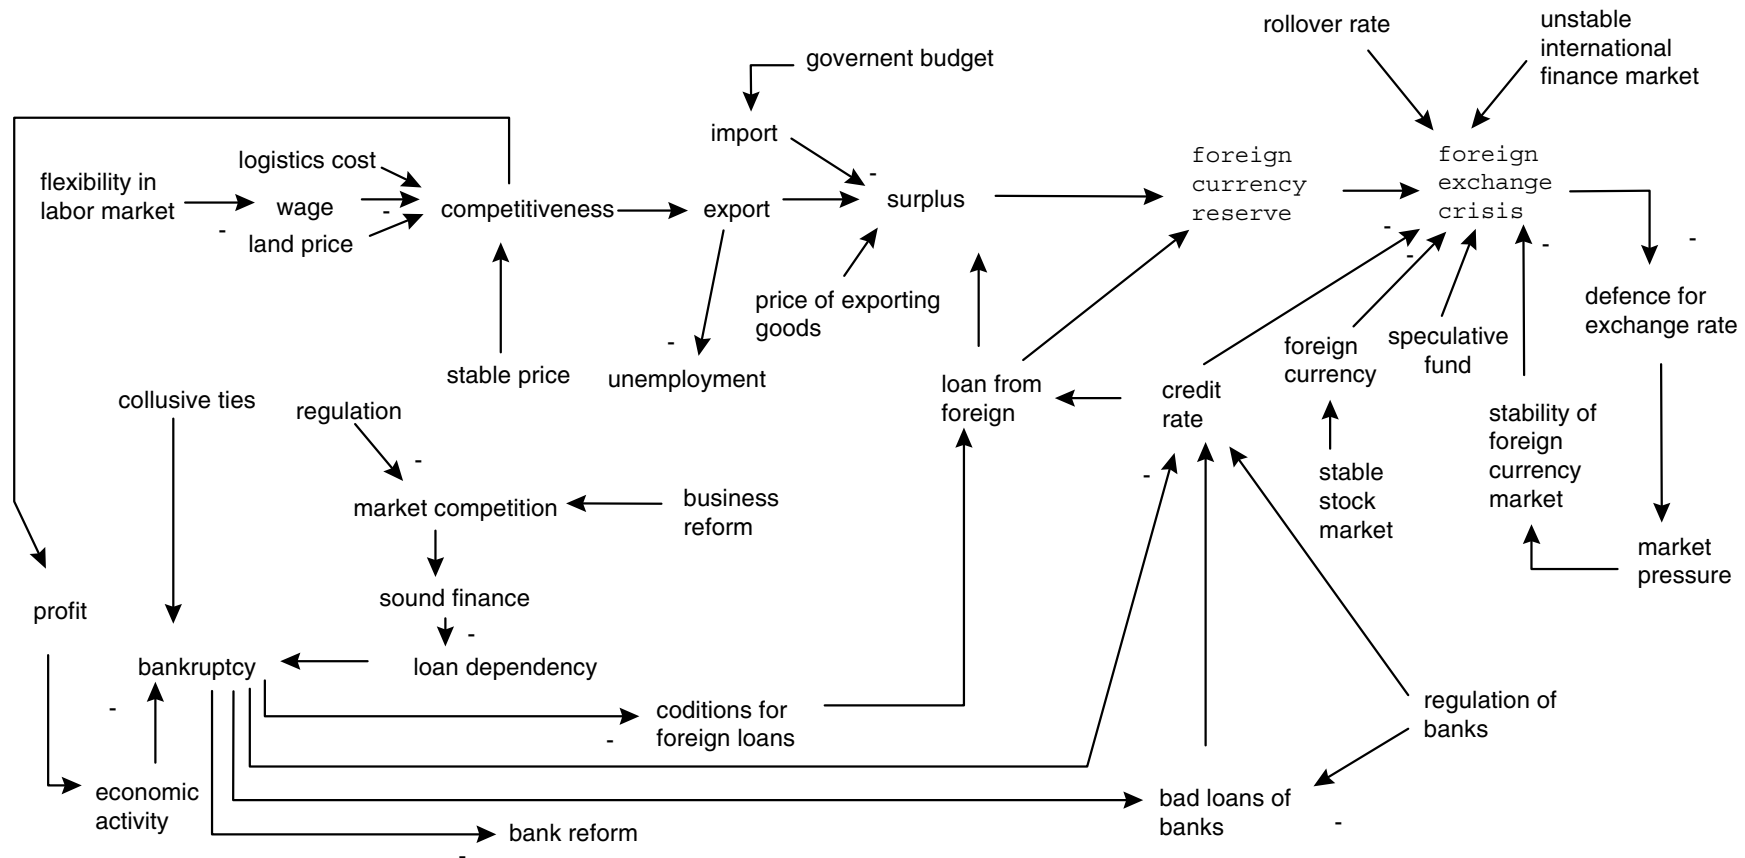 rollover rate
unstable
international
finance market
governent budget
import
logistics cost
flexibility in
labor market
-
wage
-
land price
competitiveness
export
-
surplus
foreign
currency
reserve
foreign
exchange
crisis
-
-
-
-
price of exporting
goods
defence for
exchange rate
stable price
-
unemployment
foreign
currency
speculative
fund
loan from
foreign
credit
rate
collusive ties
regulation
-
stability of
foreign
currency
market
stable
stock
market
market competition
business
reform
-
market
pressure
profit
sound finance
-
bankruptcy
loan dependency
-
coditions for
foreign loans
-
regulation of
banks
economic
activity
bad loans of
banks
-
bank reform
-